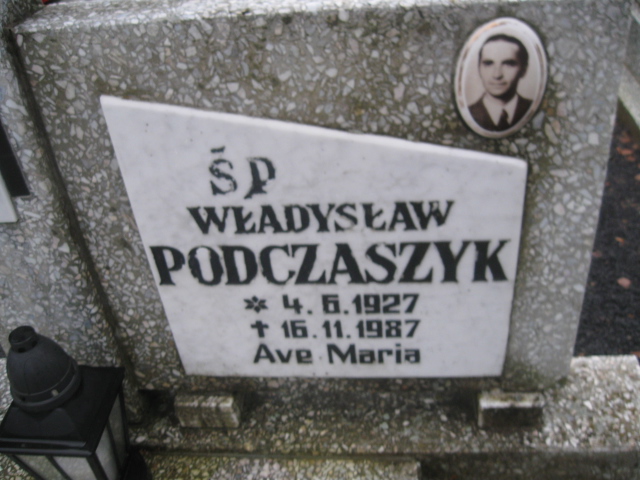 ŚP
WŁADYSŁAW
PODCZASZYK
* 4.6.1927
✝ 16.11.1987
Ave Maria